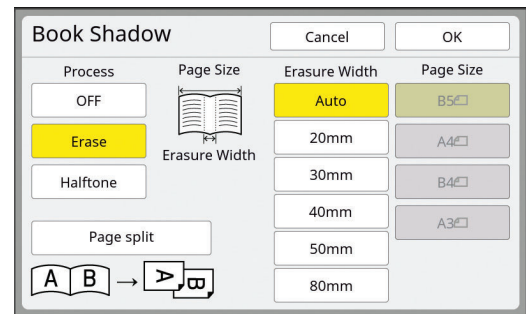 Book Shadow
Cancel
OK
Process
Page Size
Erasure Width
Page Size
OFF
Erase
Halftone
Erasure Width
Auto
20mm
30mm
40mm
50mm
80mm
B5
A4
B4
A3
Page split
A B → A B